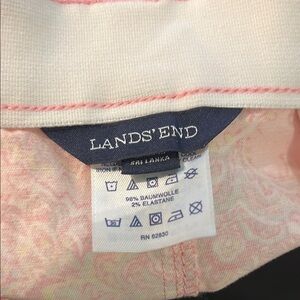 LANDS' END
SRI LANKA
98% BAUMWOLLE
2% ELASTANE
RN 62830